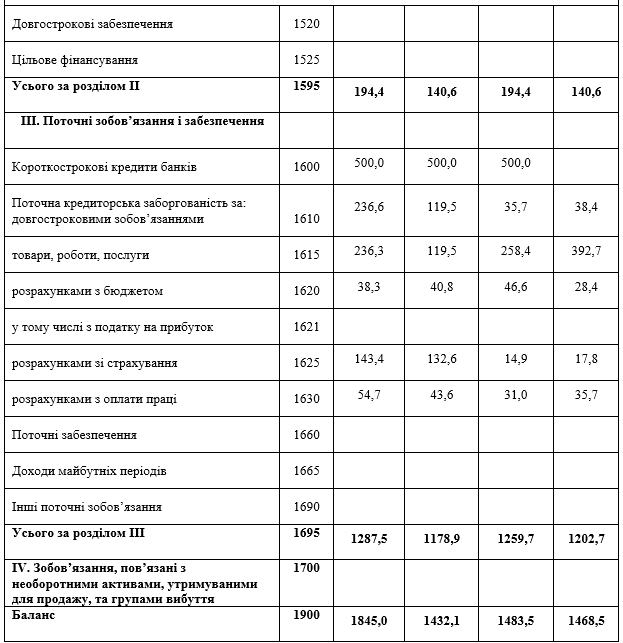 Довгострокові забезпечення 1520
Цільове фінансування 1525
Усього за розділом II 1595 194,4 140,6 194,4 140,6
III. Поточні зобов’язання і забезпечення
Короткострокові кредити банків 1600 500,0 500,0 500,0
Поточна кредиторська заборгованість за:
довгостроковими зобов’язаннями 1610 236,6 119,5 35,7 38,4
товари, роботи, послуги 1615 236,3 119,5 258,4 392,7
розрахунками з бюджетом 1620 38,3 40,8 46,6 28,4
у тому числі з податку на прибуток 1621
розрахунками зі страхування 1625 143,4 132,6 14,9 17,8
розрахунками з оплати праці 1630 54,7 43,6 31,0 35,7
Поточні забезпечення 1660
Доходи майбутніх періодів 1665
Інші поточні зобов’язання 1690
Усього за розділом III 1695 1287,5 1178,9 1259,7 1202,7
IV. Зобов’язання, пов’язані з 1700
необоротними активами, утримуваними
для продажу, та групами вибуття
Баланс 1900 1845,0 1432,1 1483,5 1468,5